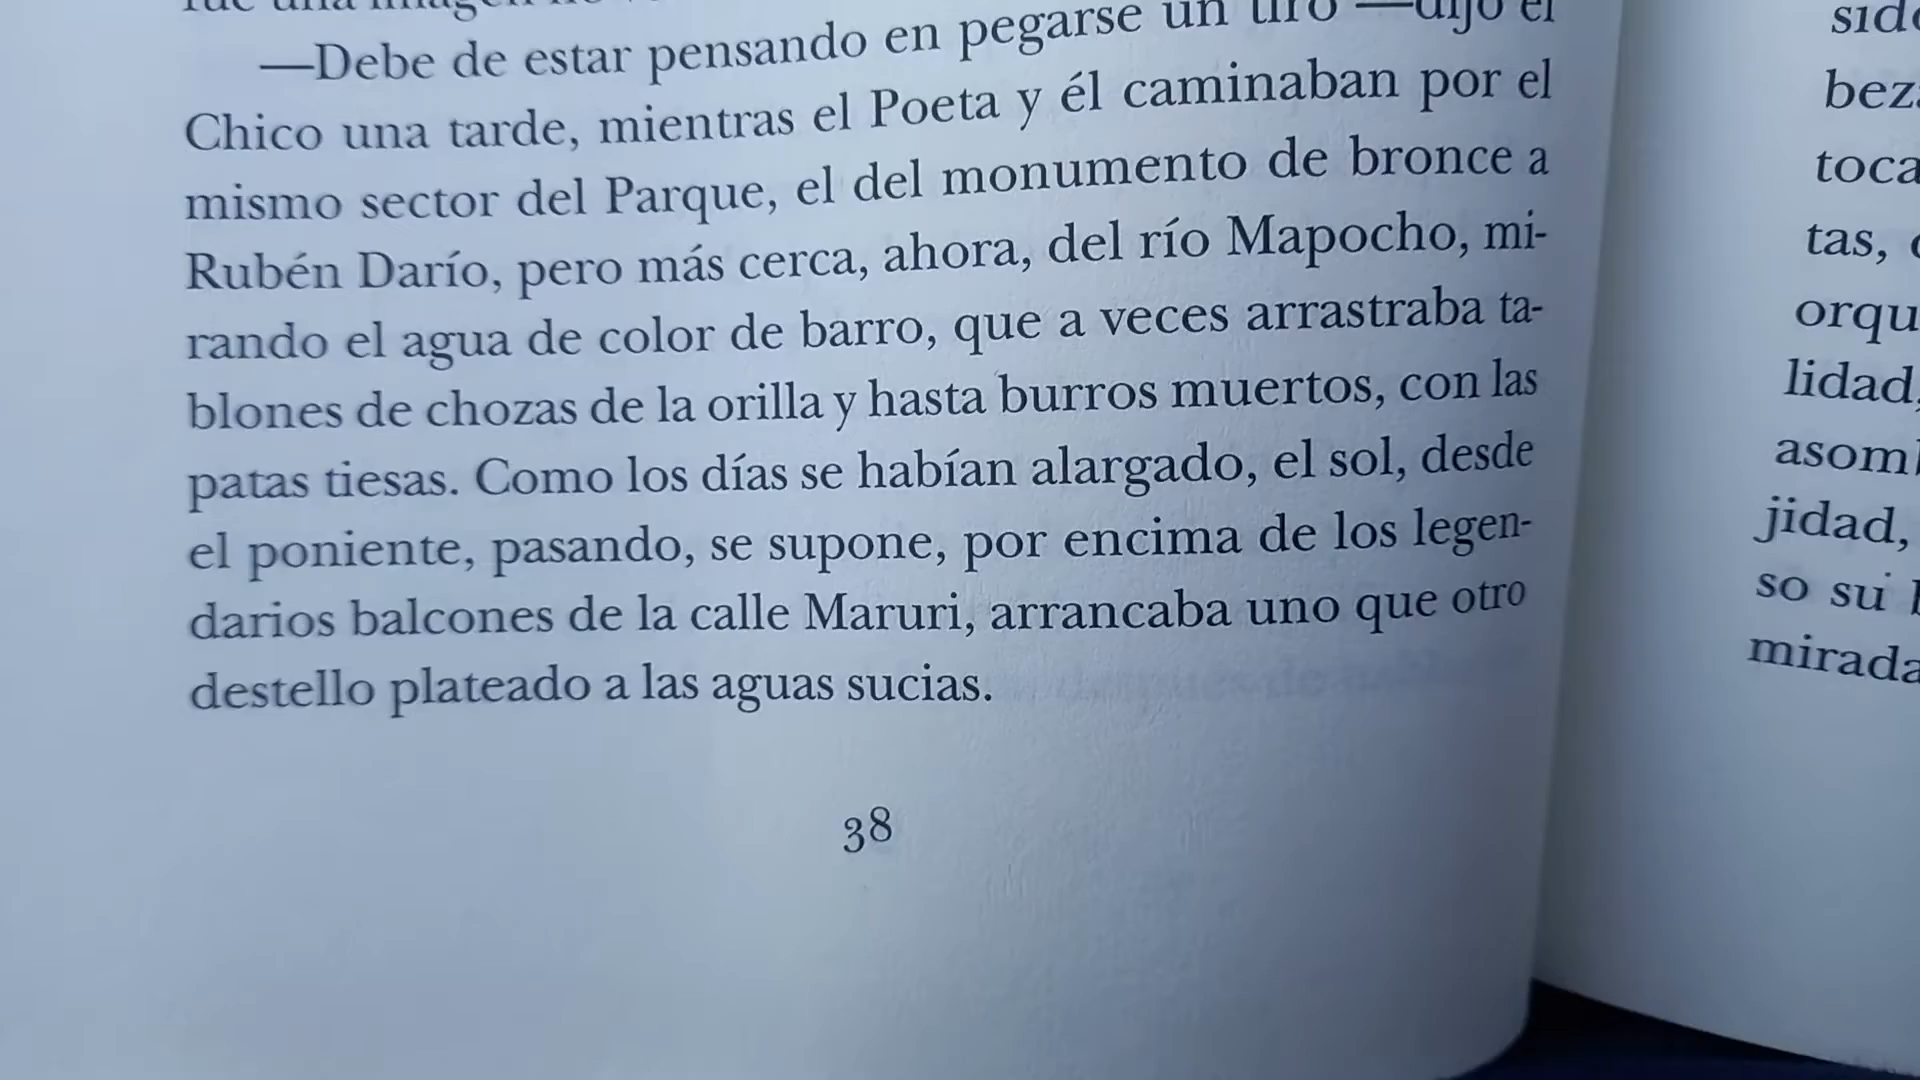 fue una imagen
—Debe de estar pensando en pegarse un tiro —dijo el
Chico una tarde, mientras el Poeta y él caminaban por el
mismo sector del Parque, el del monumento de bronce a
Rubén Darío, pero más cerca, ahora, del río Mapocho, mi-
rando el agua de color de barro, que a veces arrastraba ta-
blones de chozas de la orilla y hasta burros muertos, con las
patas tiesas. Como los días se habían alargado, el sol, desde
el poniente, pasando, se supone, por encima de los legen-
darios balcones de la calle Maruri, arrancaba uno que otro
destello plateado a las aguas sucias.
38
toca
tas,
orqu
lidad,
jidad,
so su
mirada